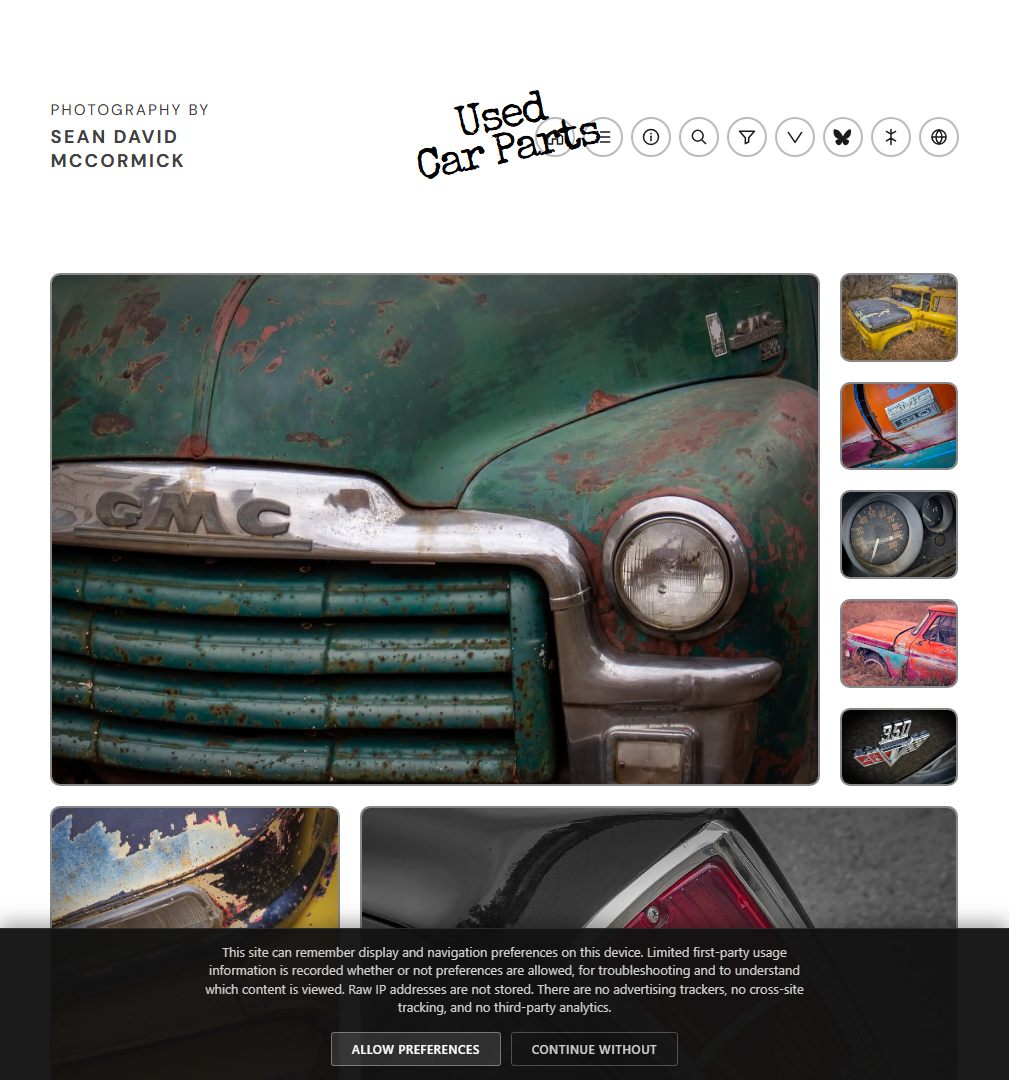 PHOTOGRAPHY BY
SEAN DAVID
MCCORMICK
Used
Car Parts
GMC
GMC
350
This site can remember display and navigation preferences on this device. Limited first-party usage
information is recorded whether or not preferences are allowed, for troubleshooting and to understand
which content is viewed. Raw IP addresses are not stored. There are no advertising trackers, no cross-site
tracking, and no third-party analytics.
ALLOW PREFERENCES
CONTINUE WITHOUT